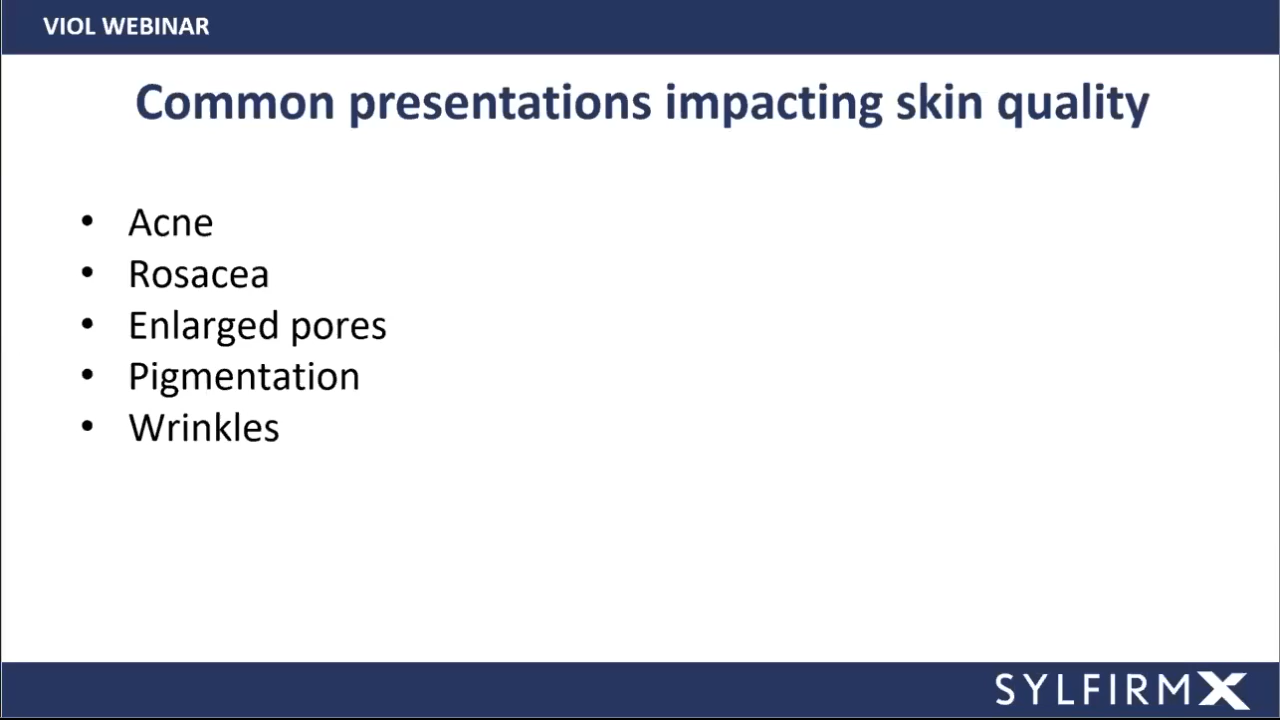 VIOL WEBINAR
Common presentations impacting skin quality
• Acne
• Rosacea
• Enlarged pores
• Pigmentation
• Wrinkles
SYLFIRM X